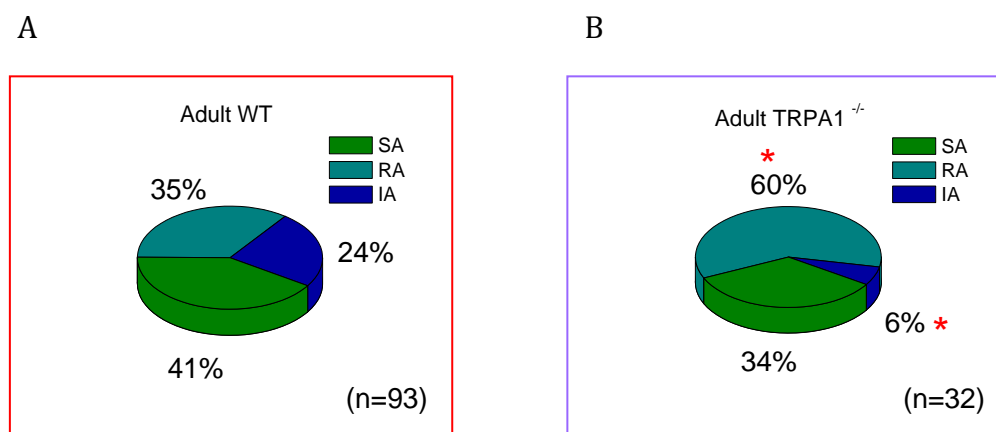 A
Adult WT
SA
RA
IA
35%
24%
41%
(n=93)
B
Adult TRPA1 -/-
SA
RA
IA
*
60%
6% *
34%
(n=32)